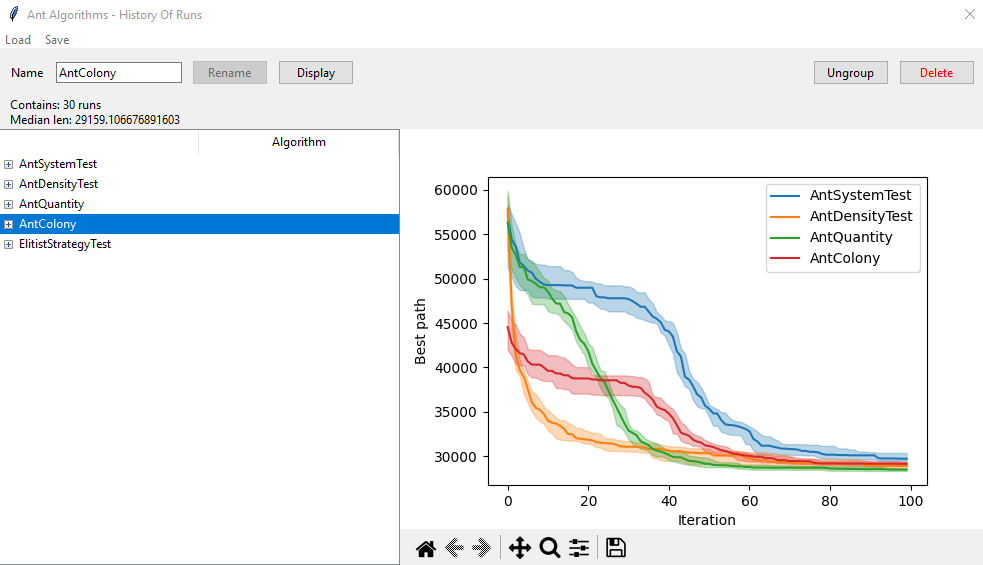 Ant Algorithms - History Of Runs
Load Save
Name AntColony Rename Display Ungroup Delete
Contains: 30 runs
Median len: 29159.106676891603
Algorithm
AntSystemTest
AntDensityTest
AntQuantity
AntColony
ElitistStrategyTest
60000
55000
50000
45000
40000
35000
30000
Best path
AntSystemTest
AntDensityTest
AntQuantity
AntColony
0 20 40 60 80 100
Iteration